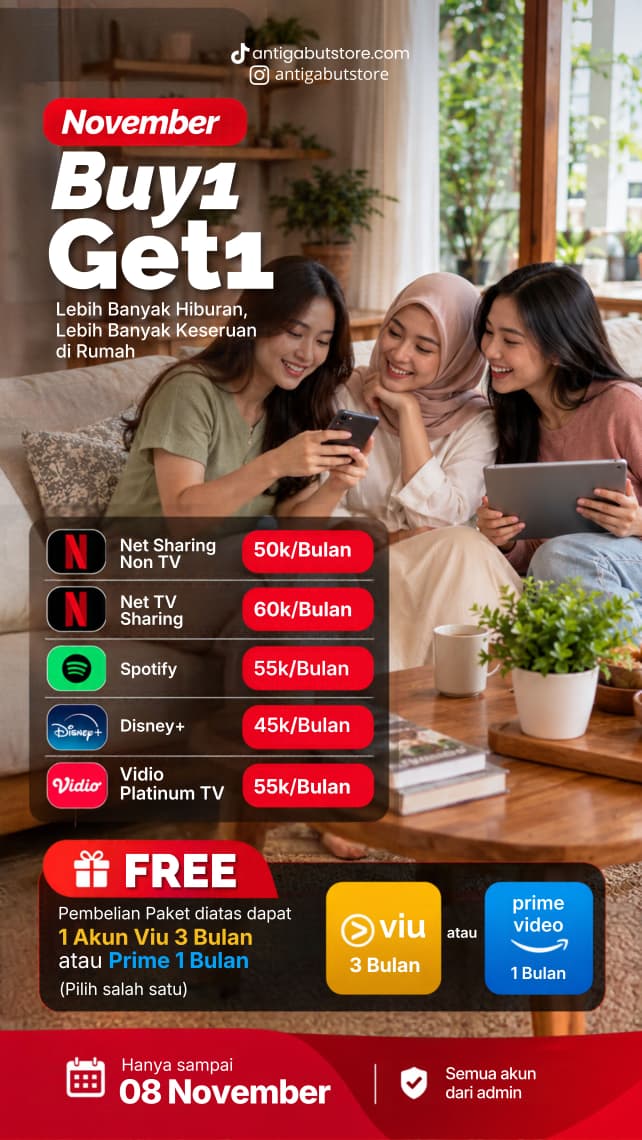 antigabutstore.com
antigabutstore
November
Buy1
Get1
Lebih Banyak Hiburan,
Lebih Banyak Keseruan
di Rumah
N
Net Sharing
Non TV
50k/Bulan
N
Net TV
Sharing
60k/Bulan
Spotify
55k/Bulan
Disney+
Disney+
45k/Bulan
Vidio
Vidio
Platinum TV
55k/Bulan
FREE
Pembelian Paket diatas dapat
1 Akun Viu 3 Bulan
atau Prime 1 Bulan
(Pilih salah satu)
viu
3 Bulan
atau
prime
video
1 Bulan
Hanya sampai
08 November
Semua akun
dari admin